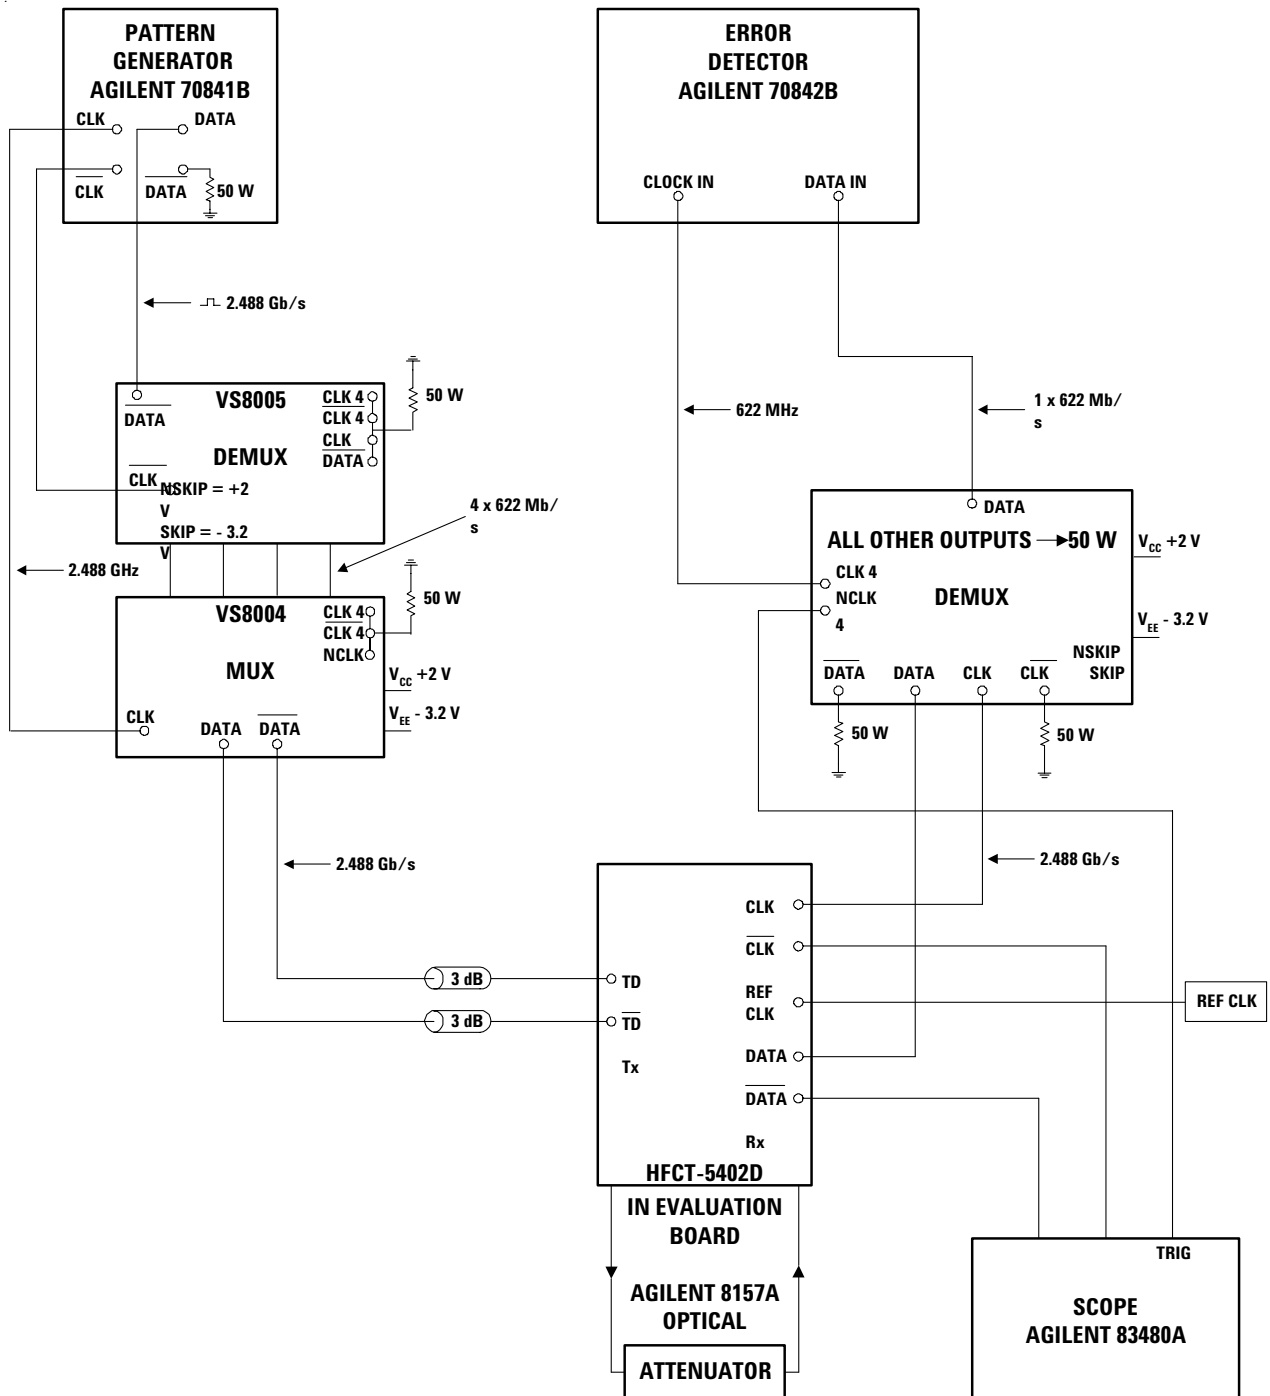 PATTERN
GENERATOR
AGILENT 70841B
CLK
DATA
CLK
DATA
50 W
ERROR
DETECTOR
AGILENT 70842B
CLOCK IN
DATA IN
2.488 Gb/s
VS8005
DATA
DEMUX
CLK
NSKIP = +2
V
SKIP = - 3.2
V
CLK 4
CLK 4
CLK
DATA
50 W
622 MHz
1 x 622 Mb/
s
4 x 622 Mb/
s
2.488 GHz
VS8004
MUX
CLK 4
CLK 4
NCLK
50 W
VCC +2 V
VEE - 3.2 V
CLK
DATA
DATA
DATA
ALL OTHER OUTPUTS
50 W
CLK 4
NCLK
4
DEMUX
VCC +2 V
VEE - 3.2 V
NSKIP
SKIP
DATA
DATA
CLK
CLK
50 W
50 W
2.488 Gb/s
2.488 Gb/s
3 dB
3 dB
TD
TD
Tx
CLK
CLK
REF
CLK
DATA
DATA
Rx
HFCT-5402D
REF CLK
IN EVALUATION
BOARD
AGILENT 8157A
OPTICAL
ATTENUATOR
TRIG
SCOPE
AGILENT 83480A